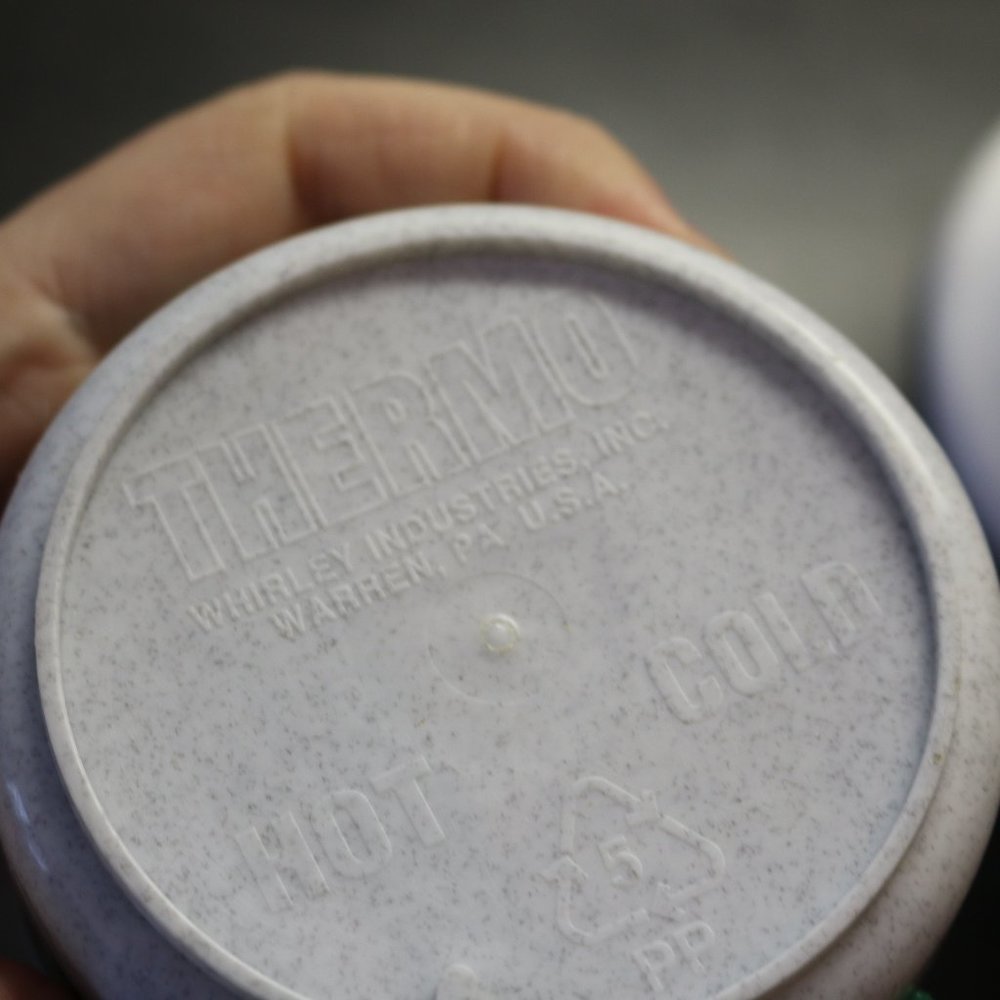 THERMO
WHIRLEY INDUSTRIES, INC.
WARREN, PA U.S.A.
HOT
COLD
5
PP